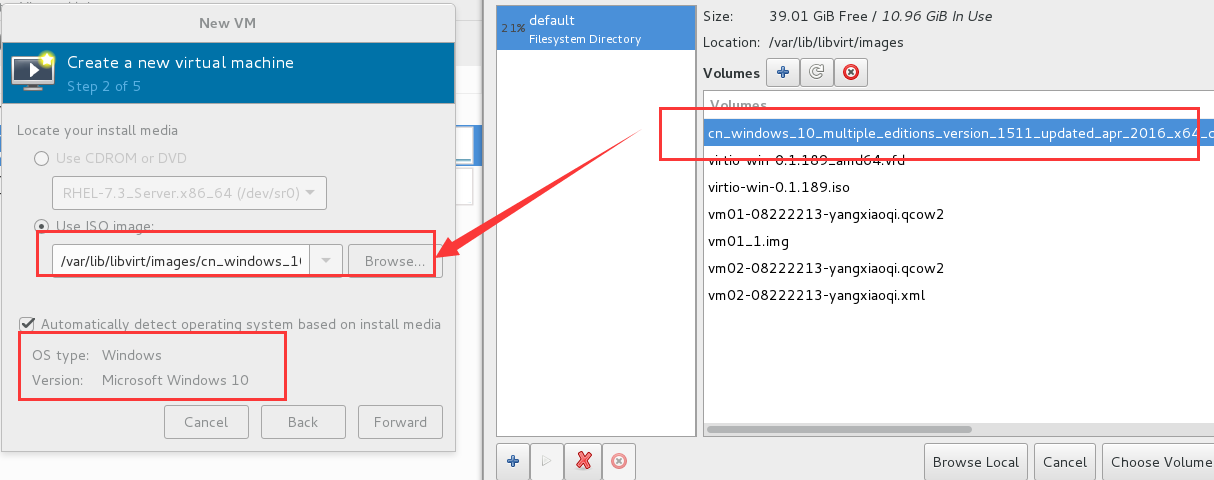 New VM
Create a new virtual machine
Step 2 of 5
Locate your install media
Use CDROM or DVD
RHEL-7.3_Server.x86_64 (/dev/sr0)
Use ISO image:
/var/lib/libvirt/images/cn_windows_10
Browse...
Automatically detect operating system based on install media
OS type: Windows
Version: Microsoft Windows 10
Cancel Back Forward
21% default
Filesystem Directory
Size: 39.01 GiB Free / 10.96 GiB In Use
Location: /var/lib/libvirt/images
Volumes
Volumes
cn_windows_10_multiple_editions_version_1511_updated_apr_2016_x64_
virtio-win-0.1.189_amd64.vfd
virtio-win-0.1.189.iso
vm01-08222213-yangxiaoqi.qcow2
vm01_1.img
vm02-08222213-yangxiaoqi.qcow2
vm02-08222213-yangxiaoqi.xml
Browse Local Cancel Choose Volume